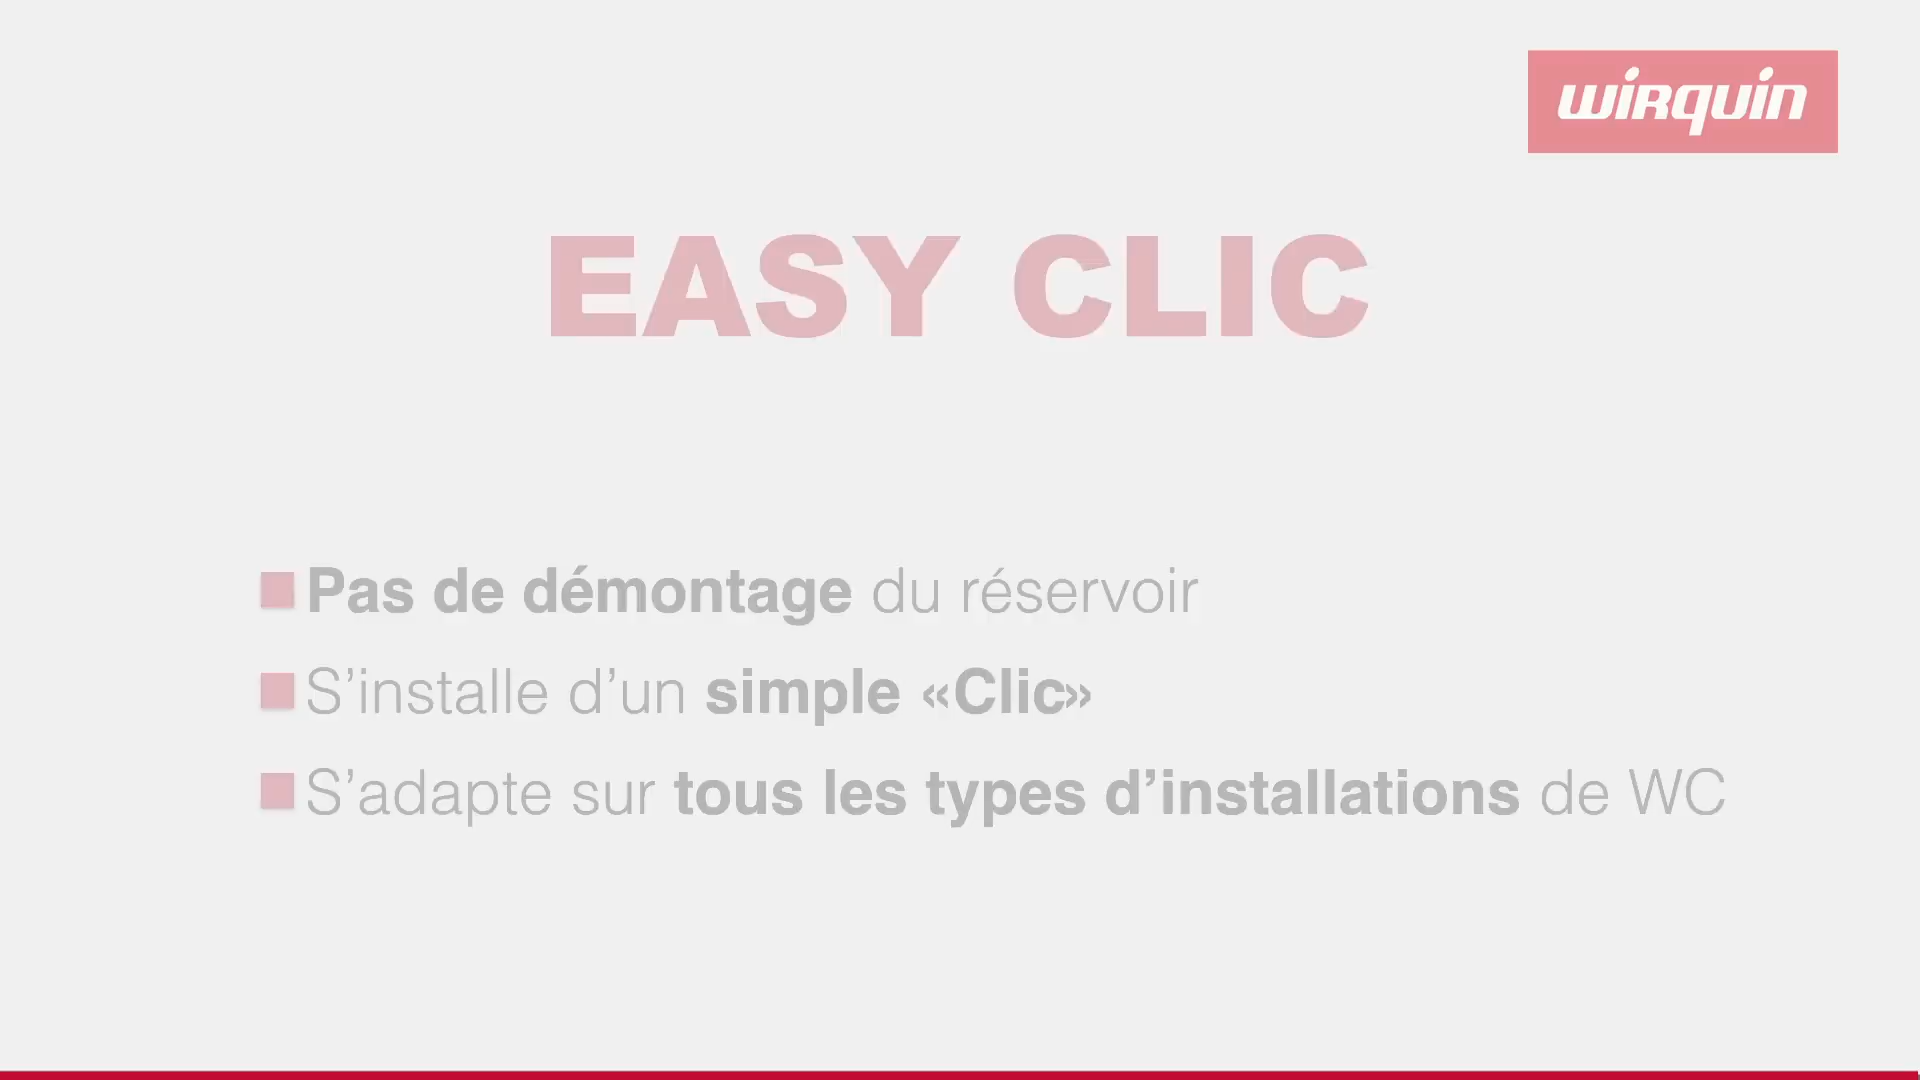 wirquin
EASY CLIC
Pas de démontage du réservoir
S’installe d’un simple «Clic»
S’adapte sur tous les types d’installations de WC